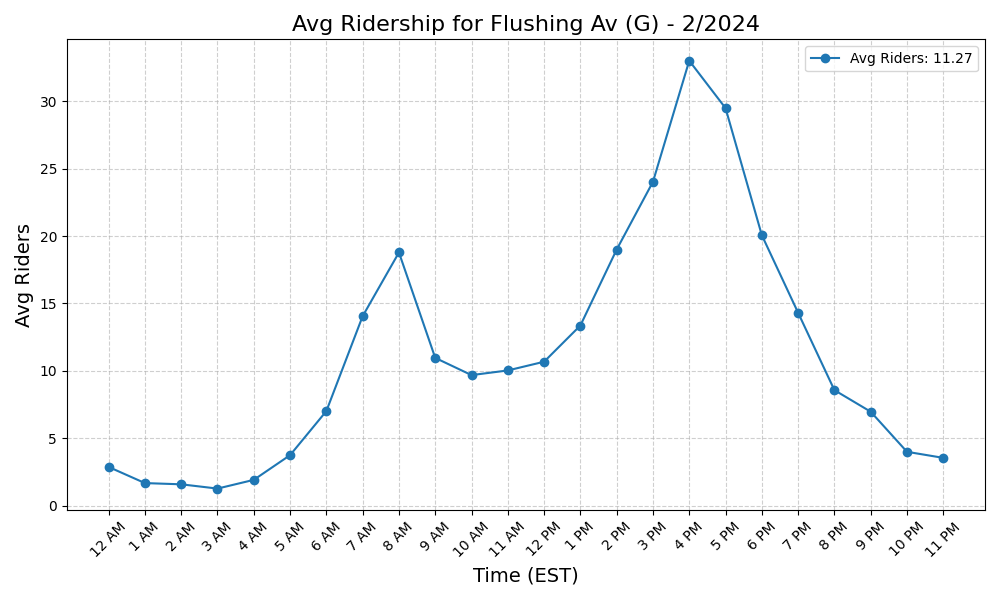 Avg Ridership for Flushing Av (G) - 2/2024
Avg Riders: 11.27
Avg Riders
30
25
20
15
10
5
0
12 AM
1 AM
2 AM
3 AM
4 AM
5 AM
6 AM
7 AM
8 AM
9 AM
10 AM
11 AM
12 PM
1 PM
2 PM
3 PM
4 PM
5 PM
6 PM
7 PM
8 PM
9 PM
10 PM
11 PM
Time (EST)